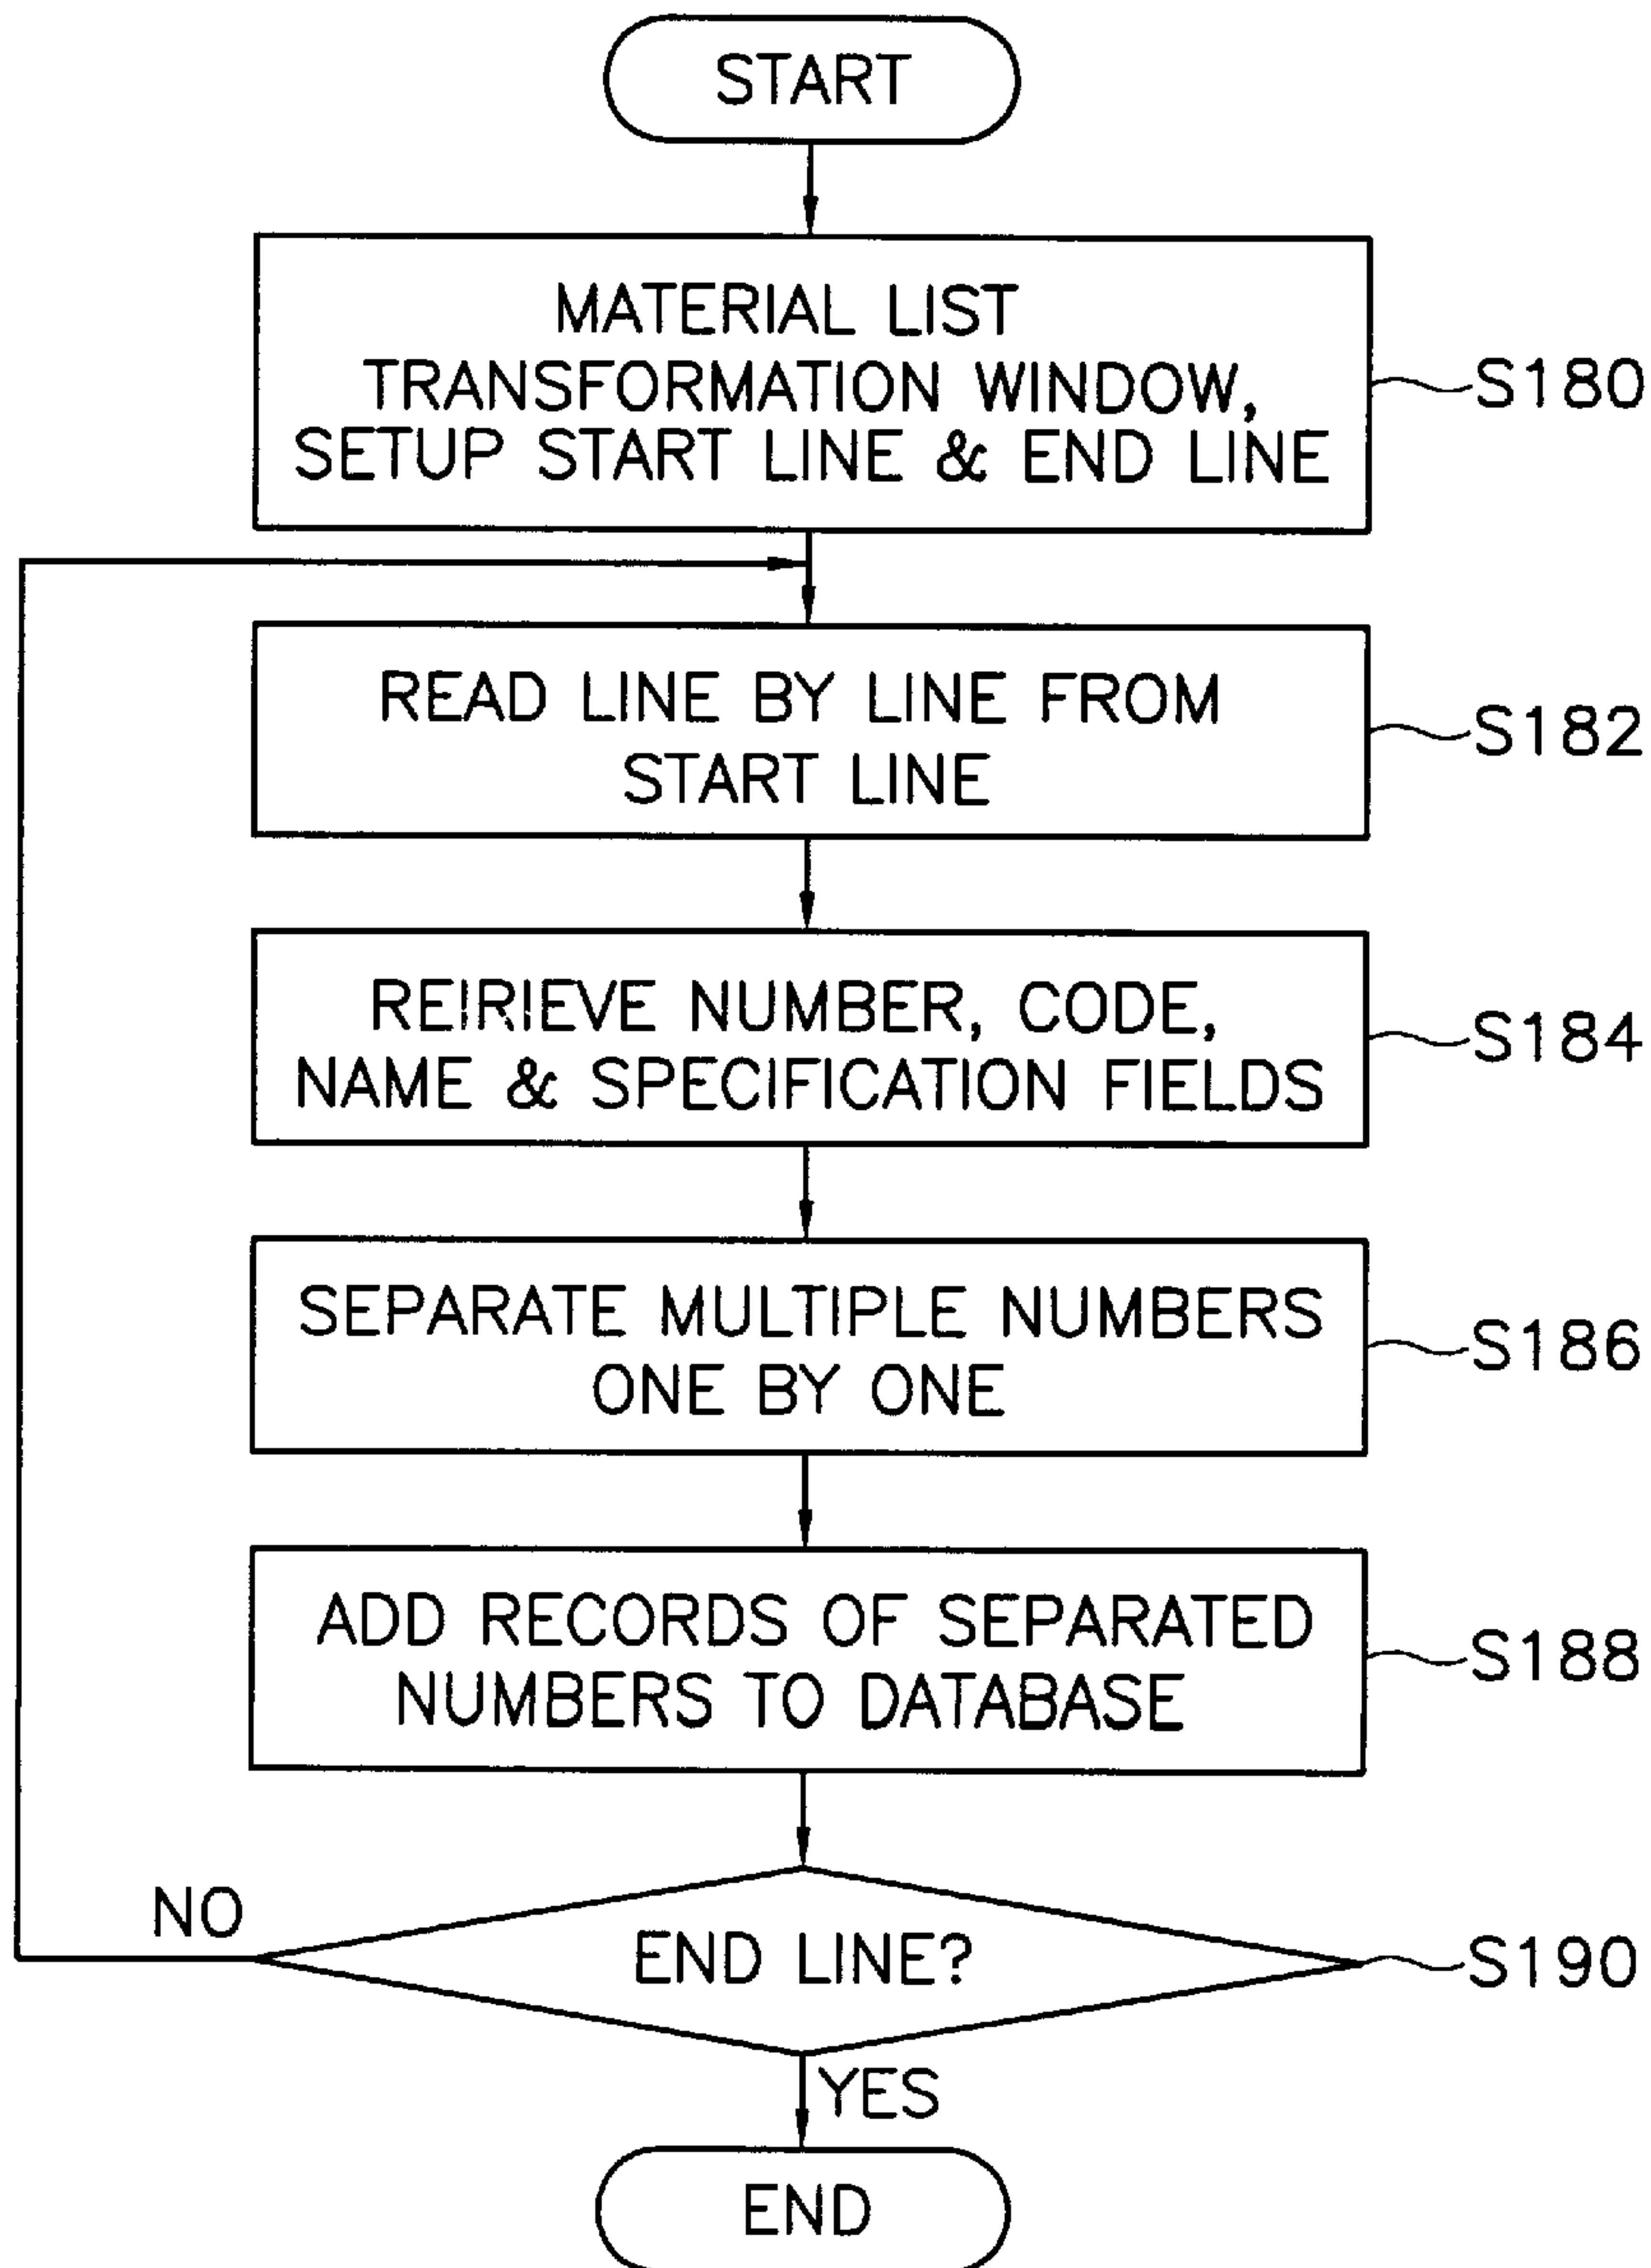 START
MATERIAL LIST
TRANSFORMATION WINDOW,
SETUP START LINE & END LINE
S180
READ LINE BY LINE FROM
START LINE
S182
REIRIEVE NUMBER, CODE,
NAME & SPECIFICATION FIELDS
S184
SEPARATE MULTIPLE NUMBERS
ONE BY ONE
S186
ADD RECORDS OF SEPARATED
NUMBERS TO DATABASE
S188
NO
END LINE?
S190
YES
END